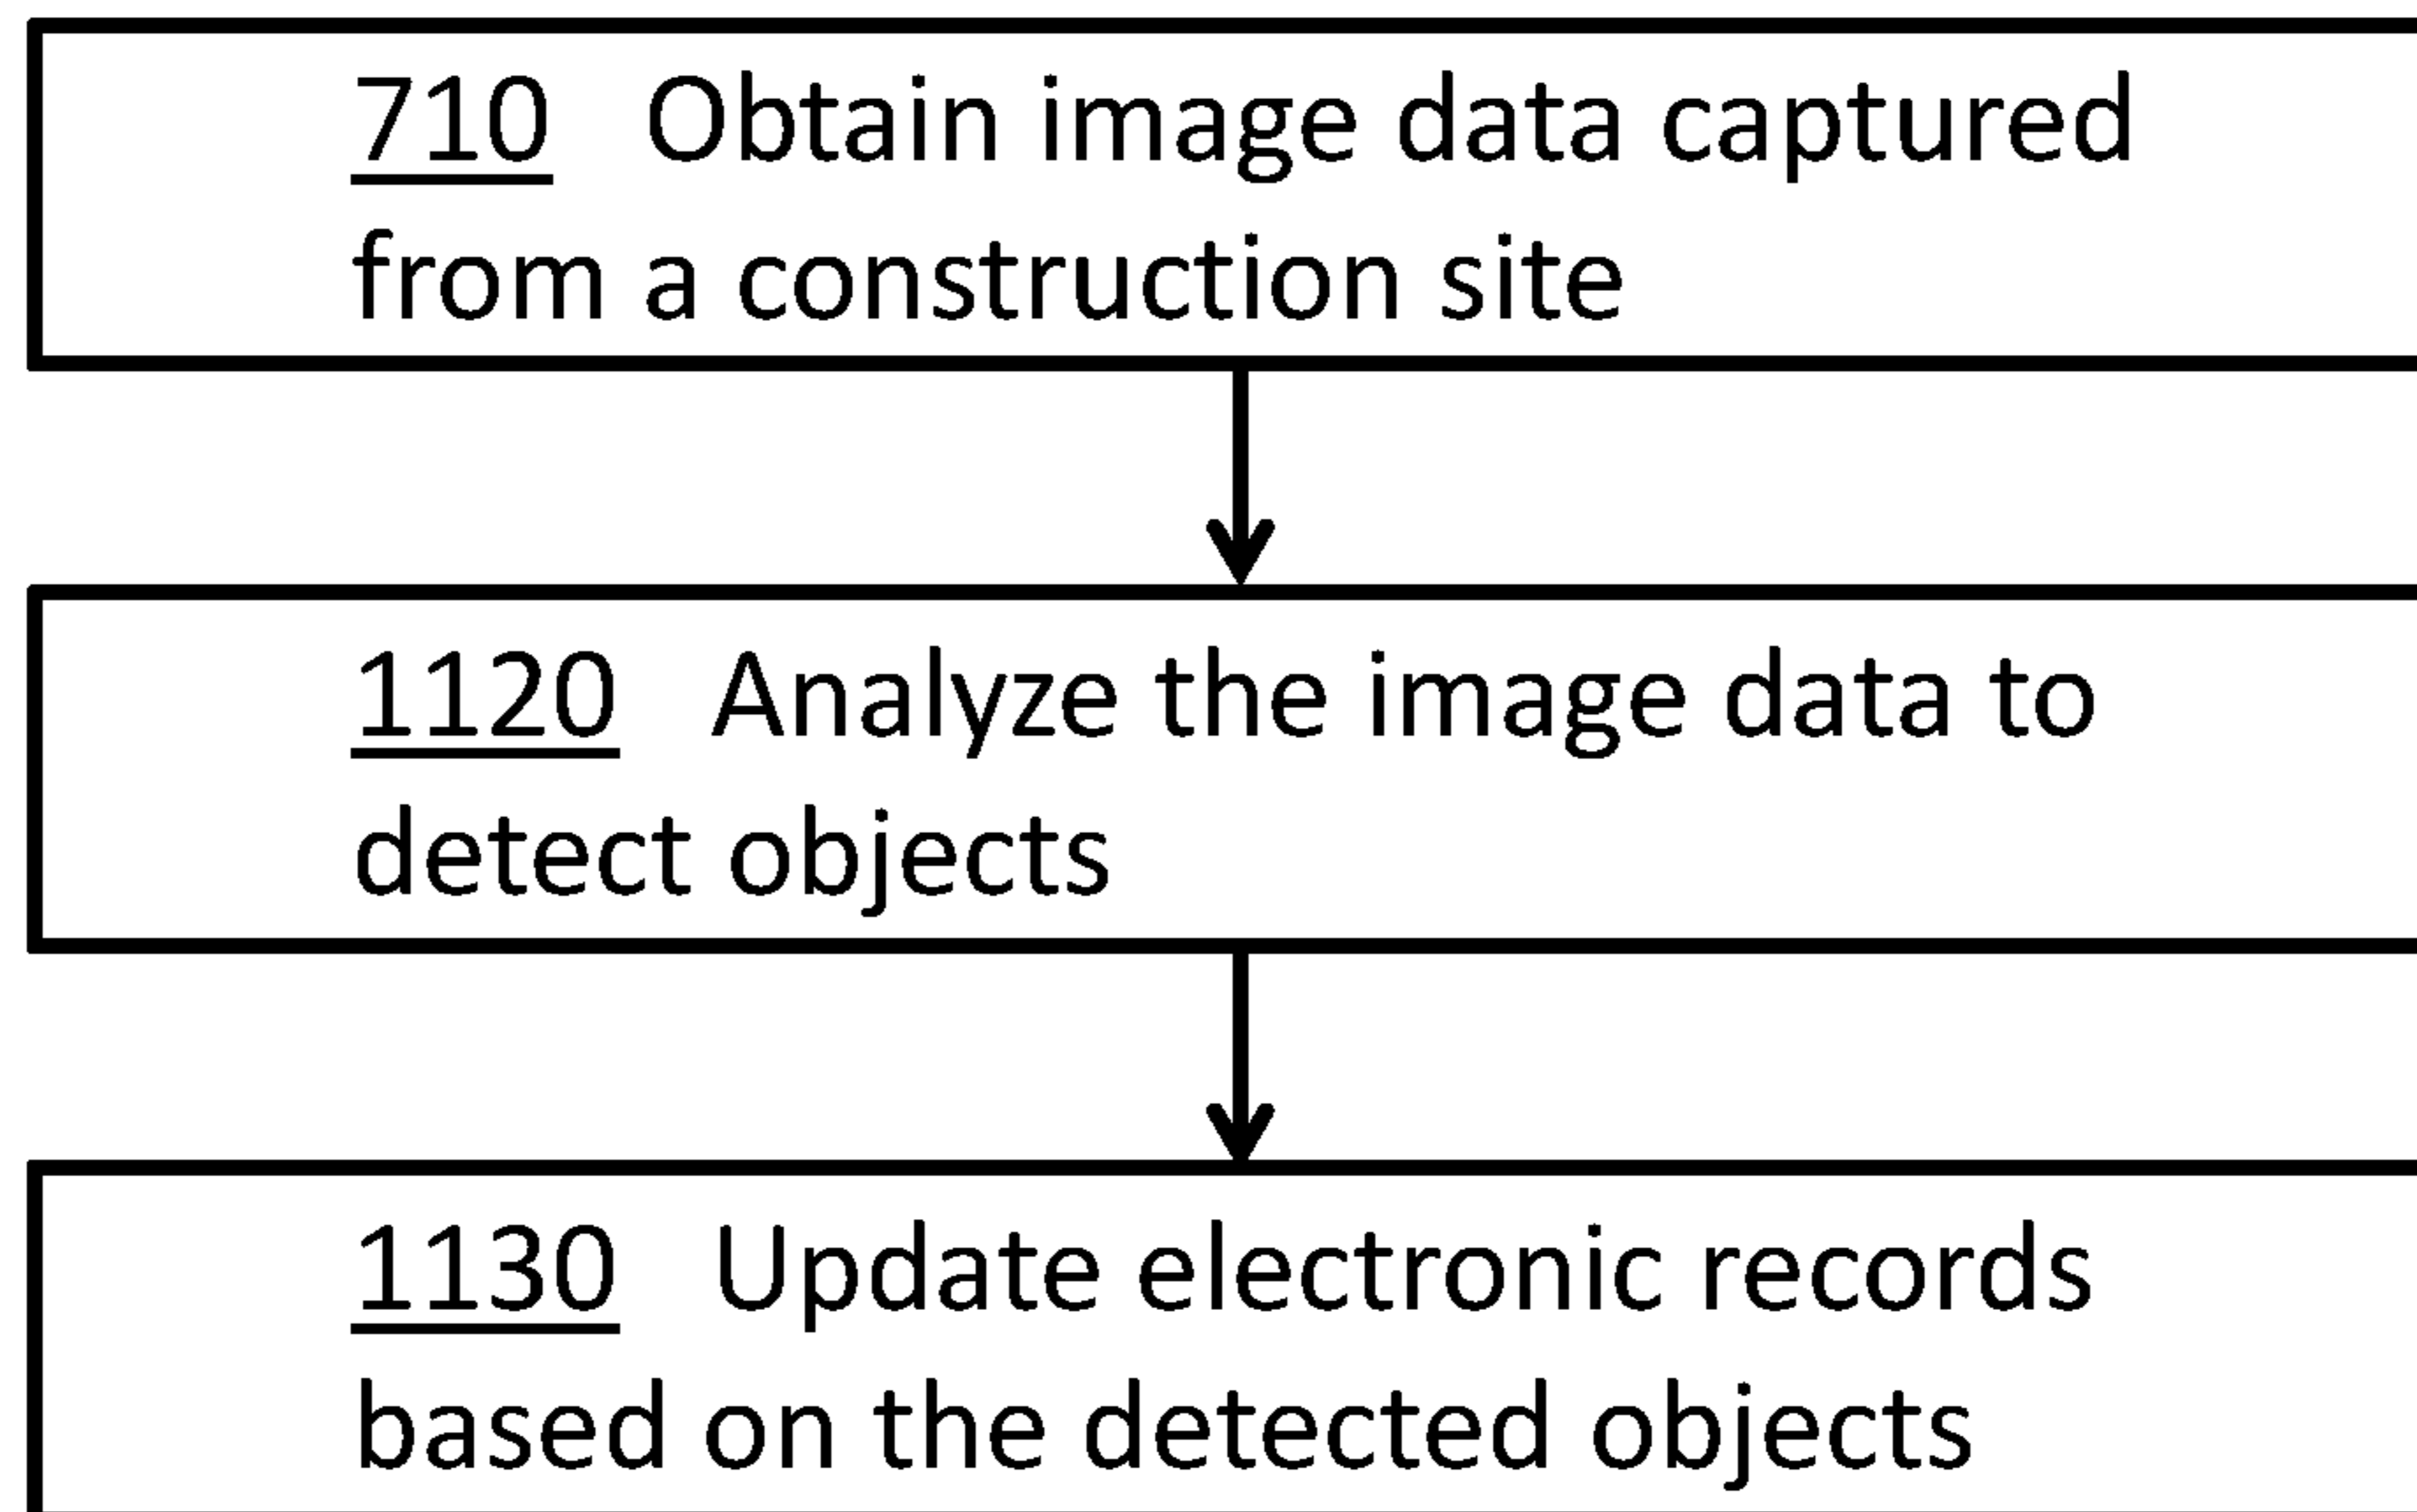 710 Obtain image data captured
from a construction site
1120 Analyze the image data to
detect objects
1130 Update electronic records
based on the detected objects